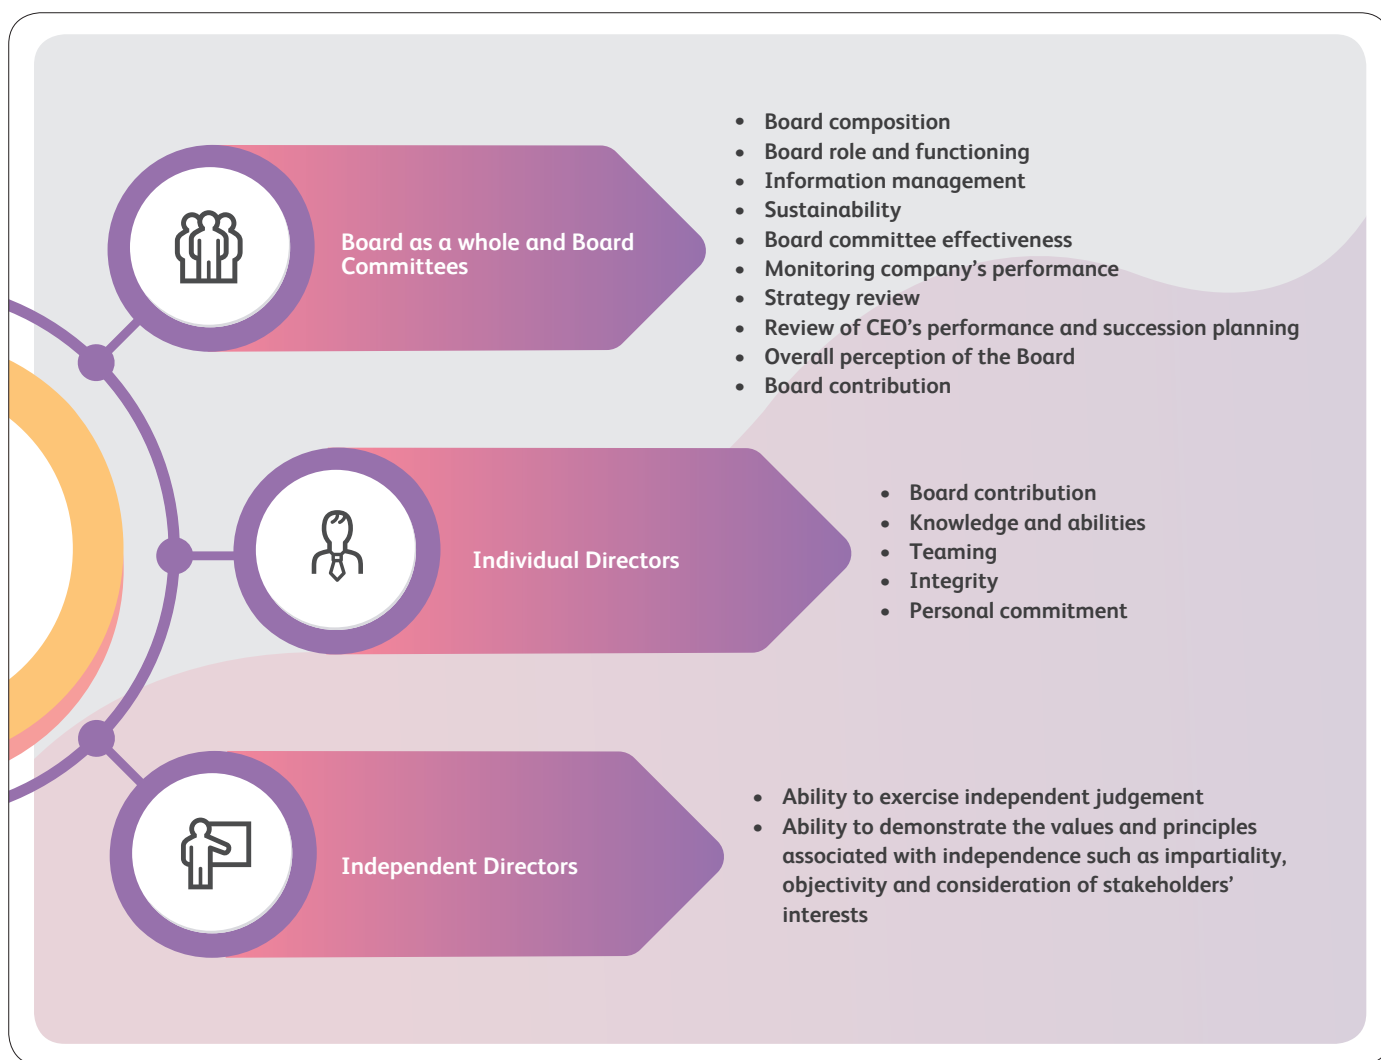 Board as a whole and Board
Committees
• Board composition
• Board role and functioning
• Information management
• Sustainability
• Board committee effectiveness
• Monitoring company’s performance
• Strategy review
• Review of CEO’s performance and succession planning
• Overall perception of the Board
• Board contribution
Individual Directors
• Board contribution
• Knowledge and abilities
• Teaming
• Integrity
• Personal commitment
Independent Directors
• Ability to exercise independent judgement
• Ability to demonstrate the values and principles
associated with independence such as impartiality,
objectivity and consideration of stakeholders’
interests